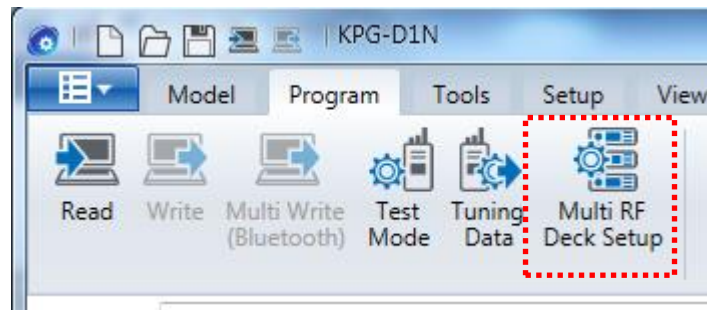 KPG-D1N
Model Program Tools Setup View
Read Write Multi Write Test Tuning Multi RF
(Bluetooth) Mode Data Deck Setup